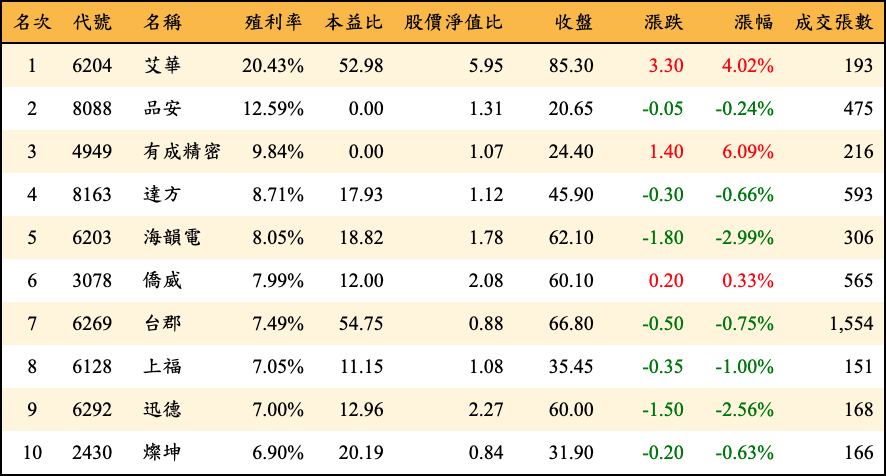 名次 代號 名稱 殖利率 本益比 股價淨值比 收盤 漲跌 漲幅 成交張數
1 6204 艾華 20.43% 52.98 5.95 85.30 3.30 4.02% 193
2 8088 品安 12.59% 0.00 1.31 20.65 -0.05 -0.24% 475
3 4949 有成精密 9.84% 0.00 1.07 24.40 1.40 6.09% 216
4 8163 達方 8.71% 17.93 1.12 45.90 -0.30 -0.66% 593
5 6203 海韻電 8.05% 18.82 1.78 62.10 -1.80 -2.99% 306
6 3078 僑威 7.99% 12.00 2.08 60.10 0.20 0.33% 565
7 6269 台郡 7.49% 54.75 0.88 66.80 -0.50 -0.75% 1,554
8 6128 上福 7.05% 11.15 1.08 35.45 -0.35 -1.00% 151
9 6292 迅德 7.00% 12.96 2.27 60.00 -1.50 -2.56% 168
10 2430 燦坤 6.90% 20.19 0.84 31.90 -0.20 -0.63% 166